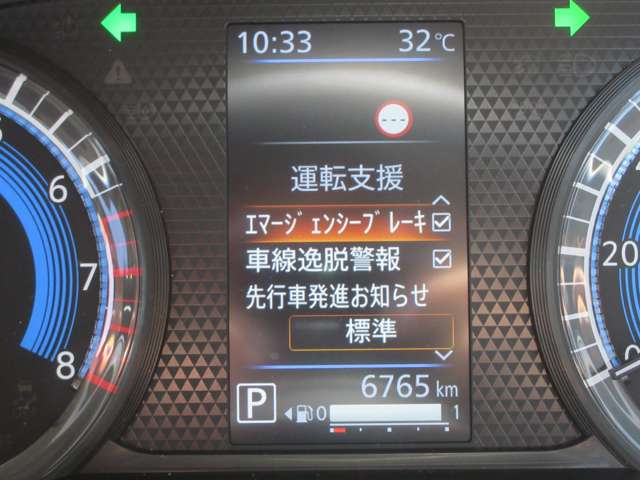 10:33 32℃
---
運転支援
ｴﾏｰｼﾞｪﾝｼｰﾌﾞﾚｰｷ
車線逸脱警報
先行車発進お知らせ
標準
6765 km
P 0 1
6
7
8
20